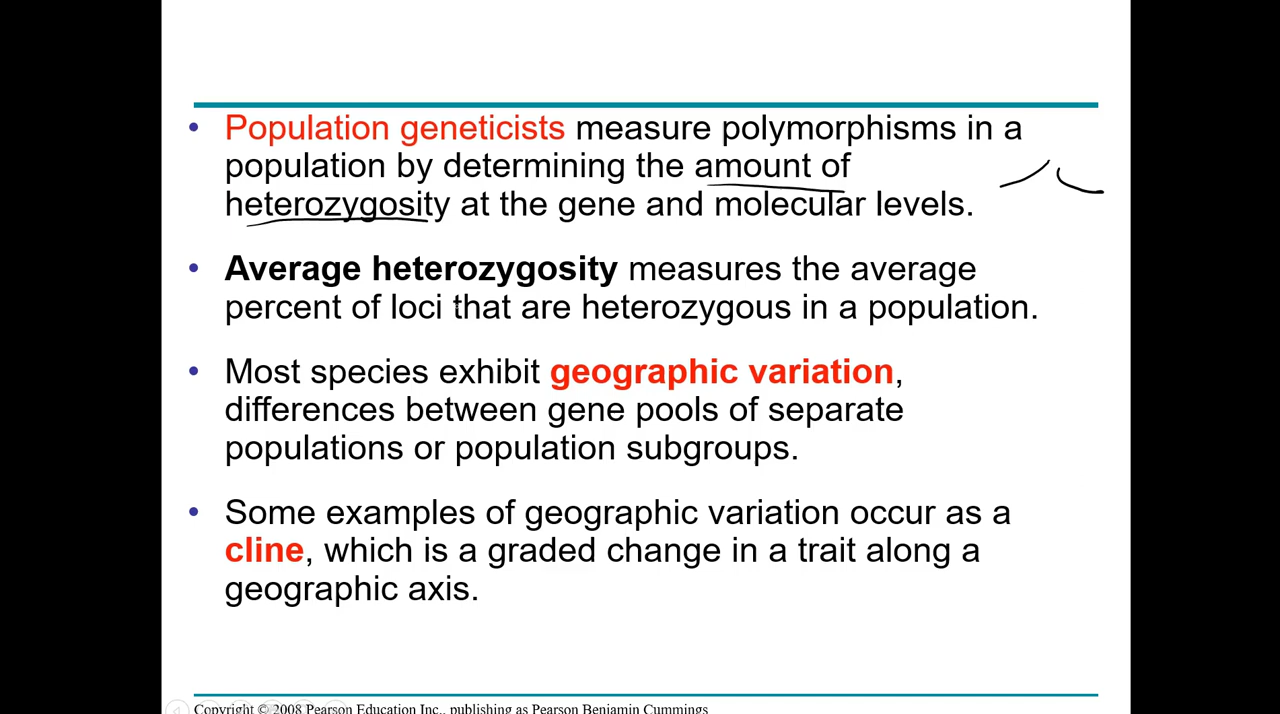 • Population geneticists measure polymorphisms in a
population by determining the amount of
heterozygosity at the gene and molecular levels.
• Average heterozygosity measures the average
percent of loci that are heterozygous in a population.
• Most species exhibit geographic variation,
differences between gene pools of separate
populations or population subgroups.
• Some examples of geographic variation occur as a
cline, which is a graded change in a trait along a
geographic axis.
Copyright © 2008 Pearson Education Inc., publishing as Pearson Benjamin Cummings